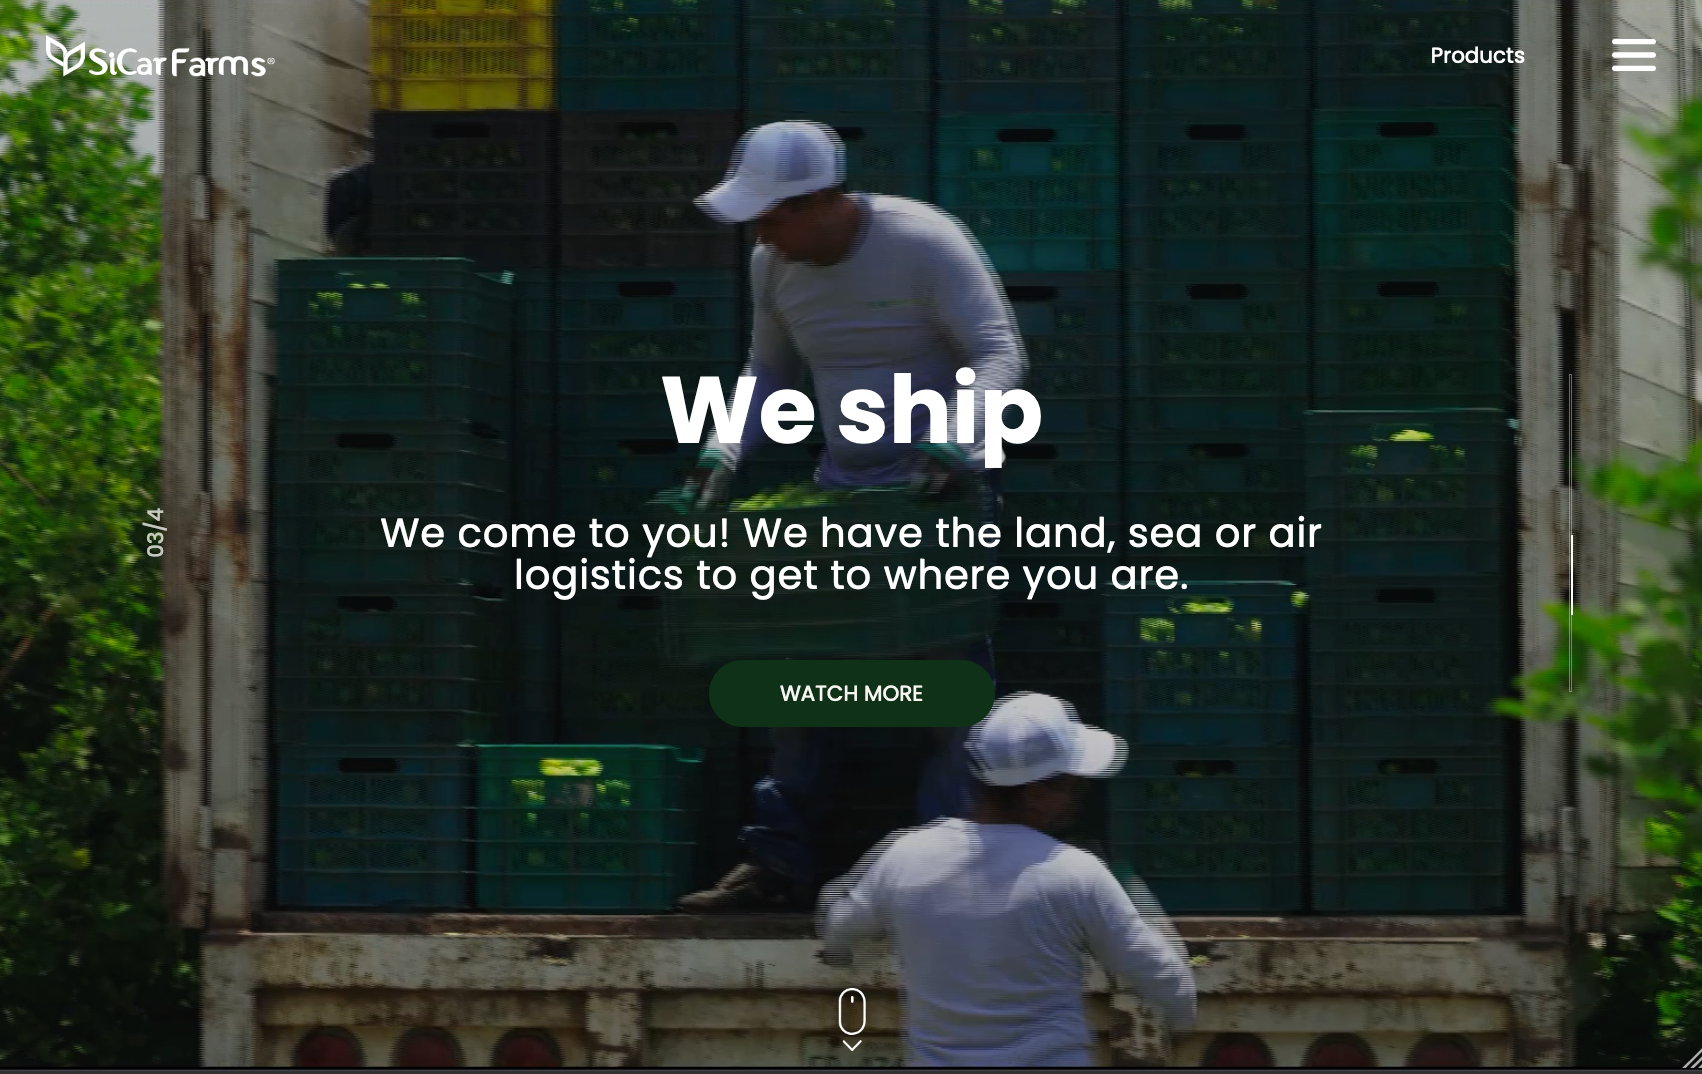 SiCar Farms®
Products
We ship
03/4
We come to you! We have the land, sea or air
logistics to get to where you are.
WATCH MORE